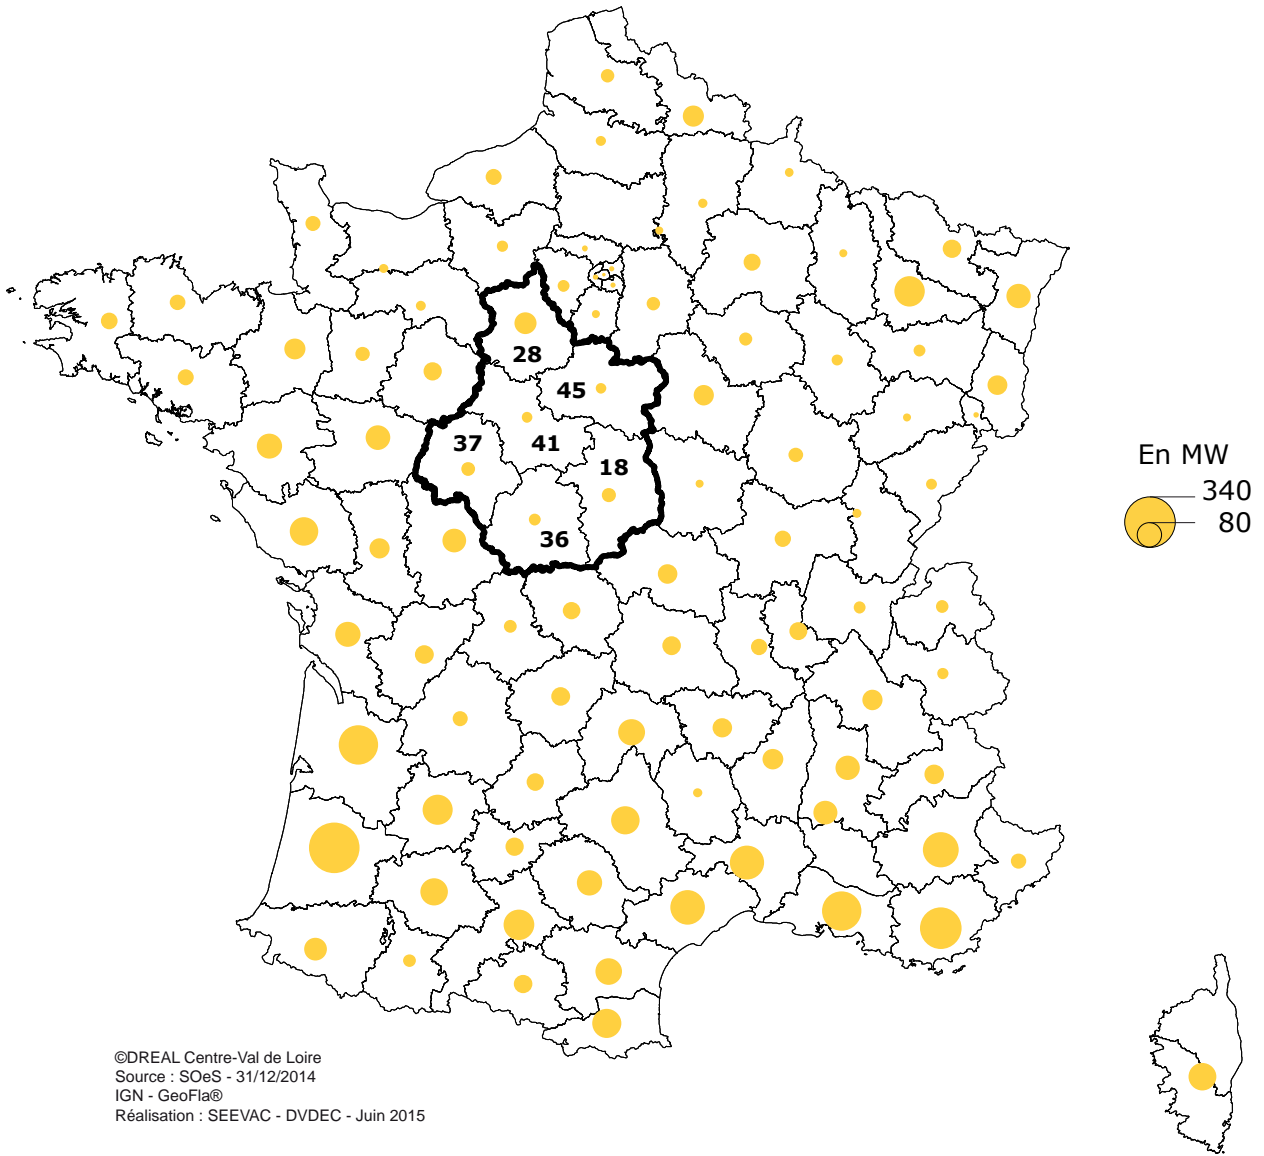 28
45
37
41
18
36
En MW
340
80
©DREAL Centre-Val de Loire
Source : SOeS - 31/12/2014
IGN - GeoFla®
Réalisation : SEEVAC - DVDEC - Juin 2015